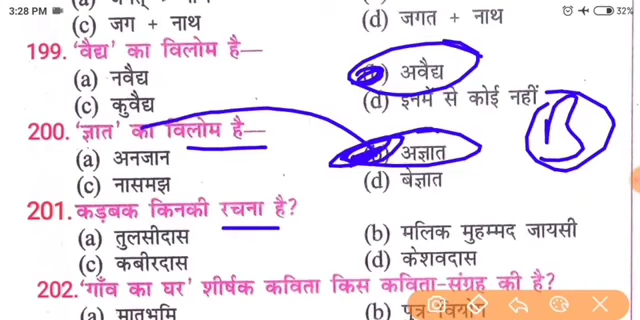 3:28 PM 32%
(c) जग + नाथ (d) जगत + नाथ
199. 'वैद्य' का विलोम है—
(a) नवैद्य अवैद्य
(c) कुवैद्य (d) इनमें से कोई नहीं
B
200. 'ज्ञात' का विलोम है—
(a) अनजान अज्ञात
(c) नासमझ (d) बेज्ञात
201. कड़बक किनकी रचना है?
(a) तुलसीदास (b) मलिक मुहम्मद जायसी
(c) कबीरदास (d) केशवदास
202. 'गाँव का घर' शीर्षक कविता किस कविता-संग्रह की है?
(a) मातृभूमि (b) पुत्र वियोग